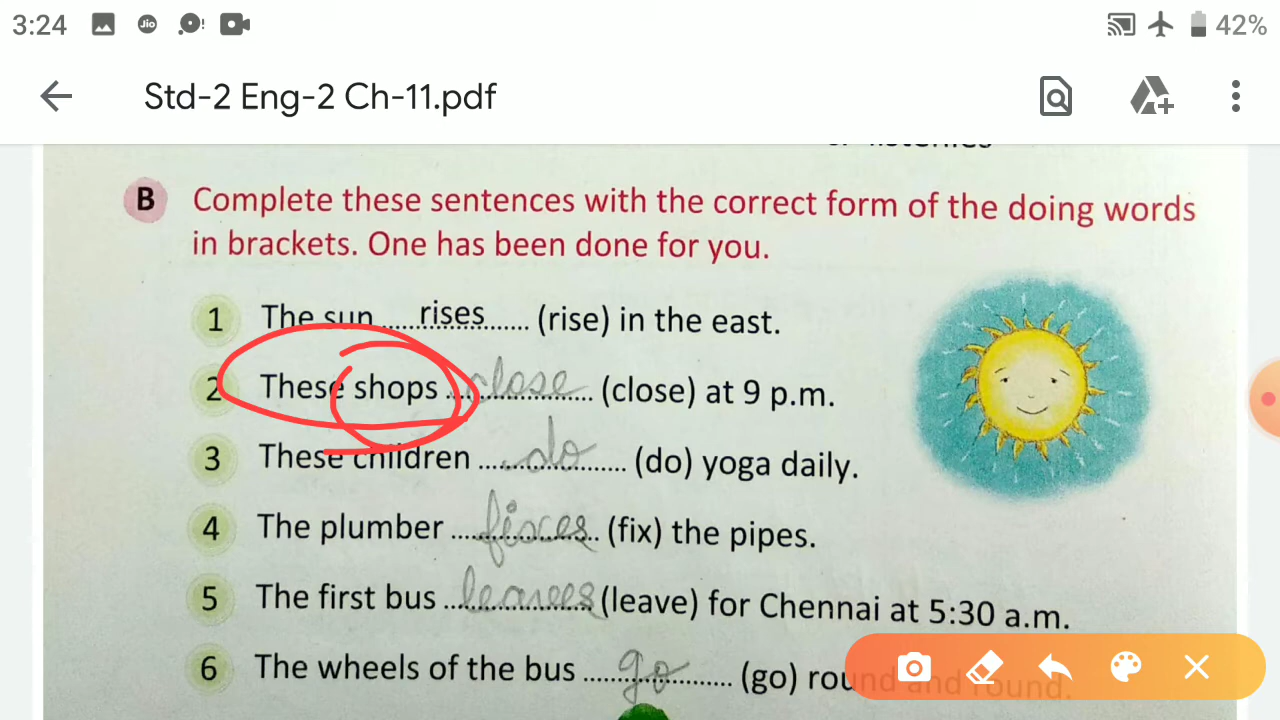 3:24 Jio 42%
Std-2 Eng-2 Ch-11.pdf
B Complete these sentences with the correct form of the doing words
in brackets. One has been done for you.
1 The sun ..... rises ...... (rise) in the east.
2 These shops .... close .... (close) at 9 p.m.
3 These children .... do .... (do) yoga daily.
4 The plumber .... fixes .... (fix) the pipes.
5 The first bus .... leaves .... (leave) for Chennai at 5:30 a.m.
6 The wheels of the bus .... go .... (go) round and round.